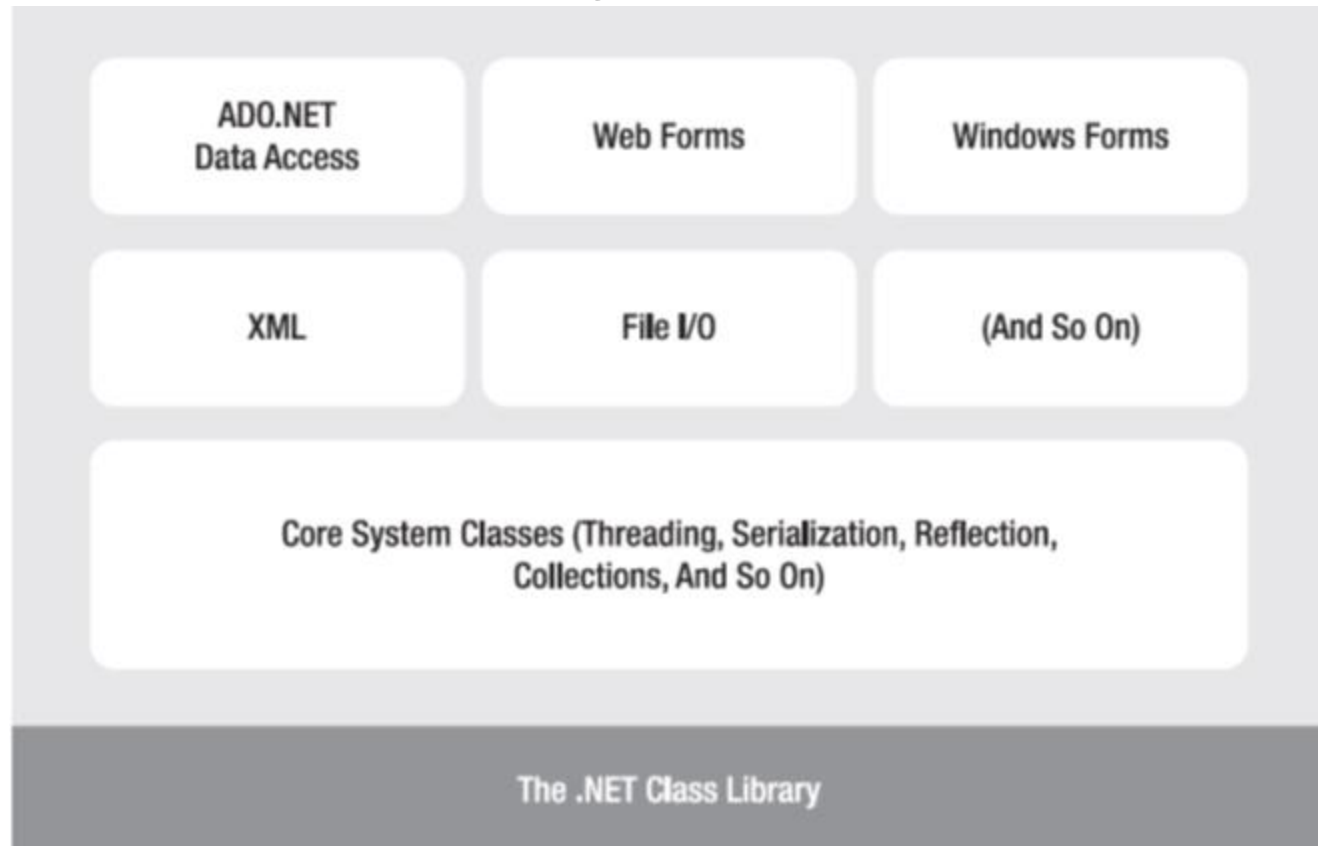 ADO.NET
Data Access
Web Forms
Windows Forms
XML
File I/O
(And So On)
Core System Classes (Threading, Serialization, Reflection,
Collections, And So On)
The .NET Class Library